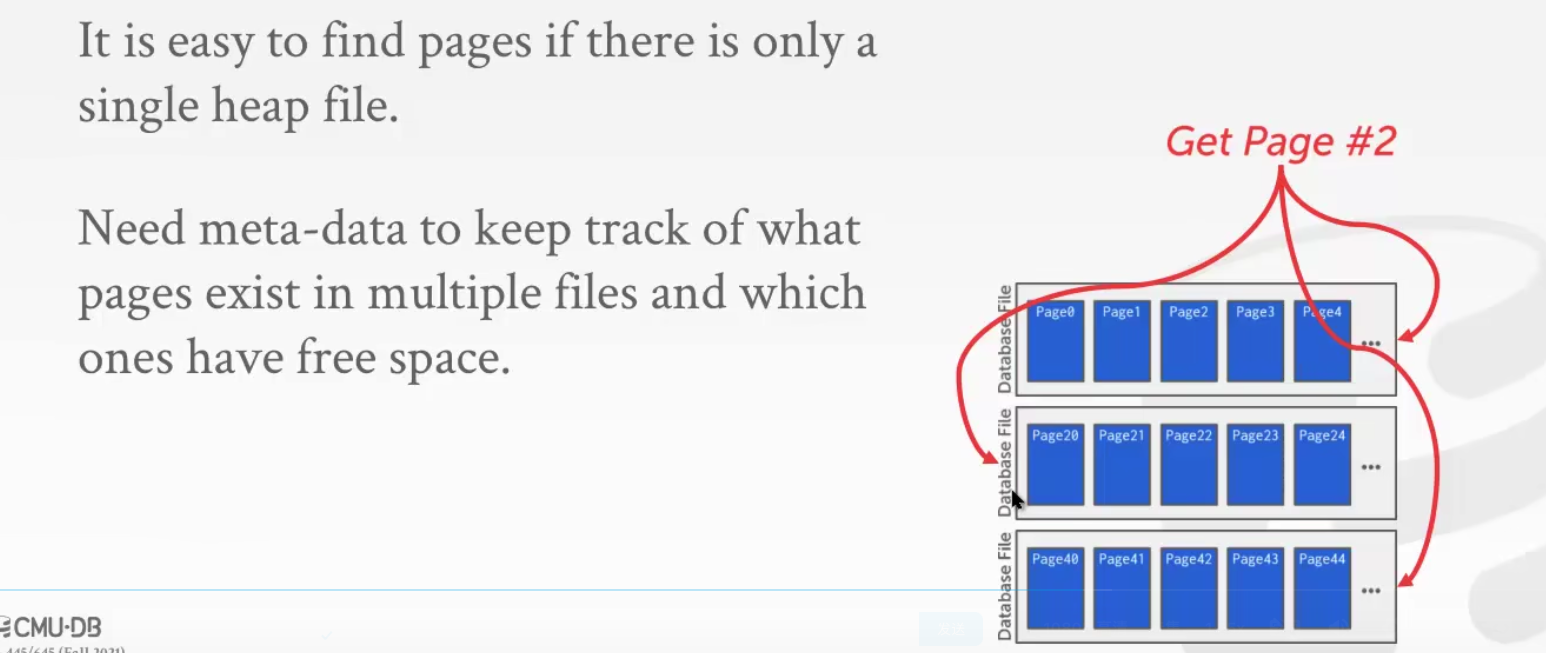 It is easy to find pages if there is only a
single heap file.
Need meta-data to keep track of what
pages exist in multiple files and which
ones have free space.
Get Page #2
Database File
Page0 Page1 Page2 Page3 Page4 •••
Database File
Page20 Page21 Page22 Page23 Page24 •••
Database File
Page40 Page41 Page42 Page43 Page44 •••
CMU·DB
445/645 (Fall 2021)